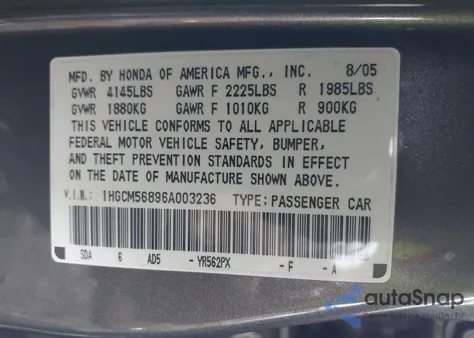 MFD. BY HONDA OF AMERICA MFG., INC. 8/05
GVWR 4145LBS GAWR F 2225LBS R 1985LBS
GVWR 1880KG GAWR F 1010KG R 900KG
THIS VEHICLE CONFORMS TO ALL APPLICABLE
FEDERAL MOTOR VEHICLE SAFETY, BUMPER,
AND THEFT PREVENTION STANDARDS IN EFFECT
ON THE DATE OF MANUFACTURE SHOWN ABOVE.
V.I.N.: 1HGCM56896A003236 TYPE: PASSENGER CAR
SDA 6 AD5 -YR562PX -F -A
autoSnap